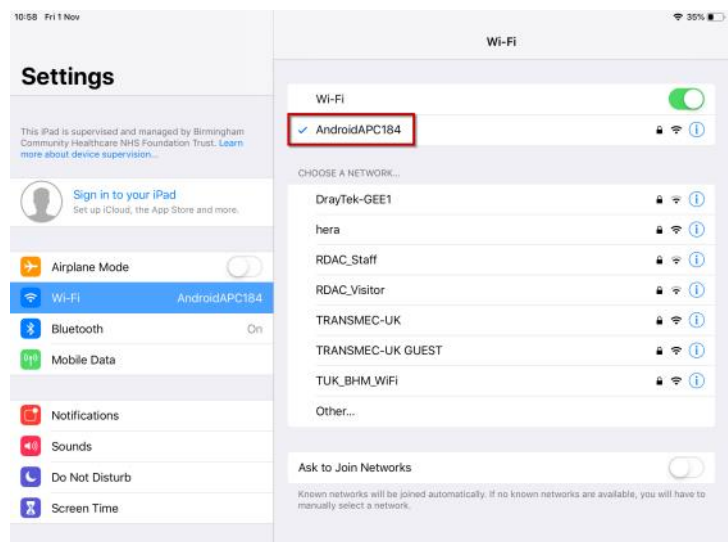 10:58 Fri 1 Nov
35%
Settings
This iPad is supervised and managed by Birmingham
Community Healthcare NHS Foundation Trust. Learn
more about device supervision...
Sign in to your iPad
Set up iCloud, the App Store and more.
Airplane Mode
Wi-Fi AndroidAPC184
Bluetooth On
Mobile Data
Notifications
Sounds
Do Not Disturb
Screen Time
Wi-Fi
Wi-Fi
AndroidAPC184
CHOOSE A NETWORK...
DrayTek-GEE1
hera
RDAC_Staff
RDAC_Visitor
TRANSMEC-UK
TRANSMEC-UK GUEST
TUK_BHM_WiFi
Other...
Ask to Join Networks
Known networks will be joined automatically. If no known networks are available, you will have to
manually select a network.